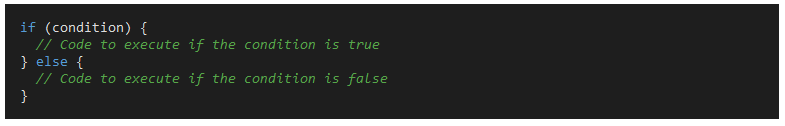 if (condition) {
  // Code to execute if the condition is true
} else {
  // Code to execute if the condition is false
}